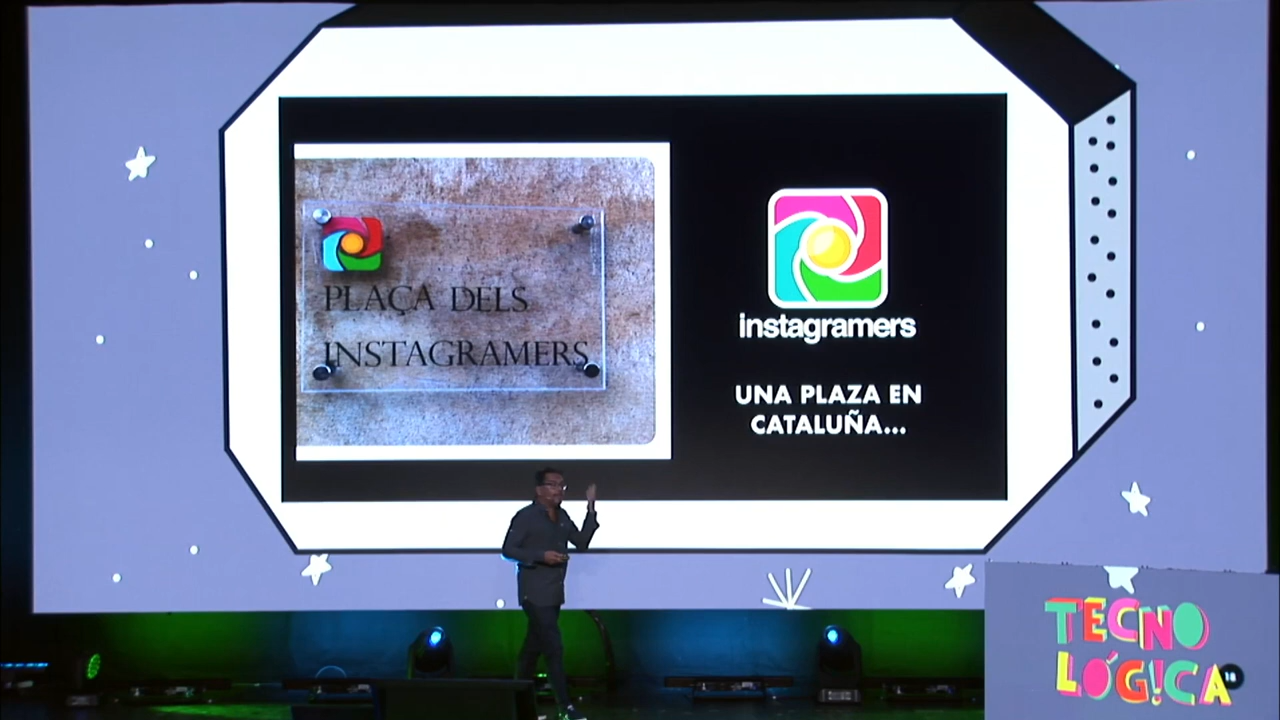 PLAÇA DELS
INSTAGRAMERS
instagramers
UNA PLAZA EN
CATALUÑA...
TECNO
LÓG!CA
18